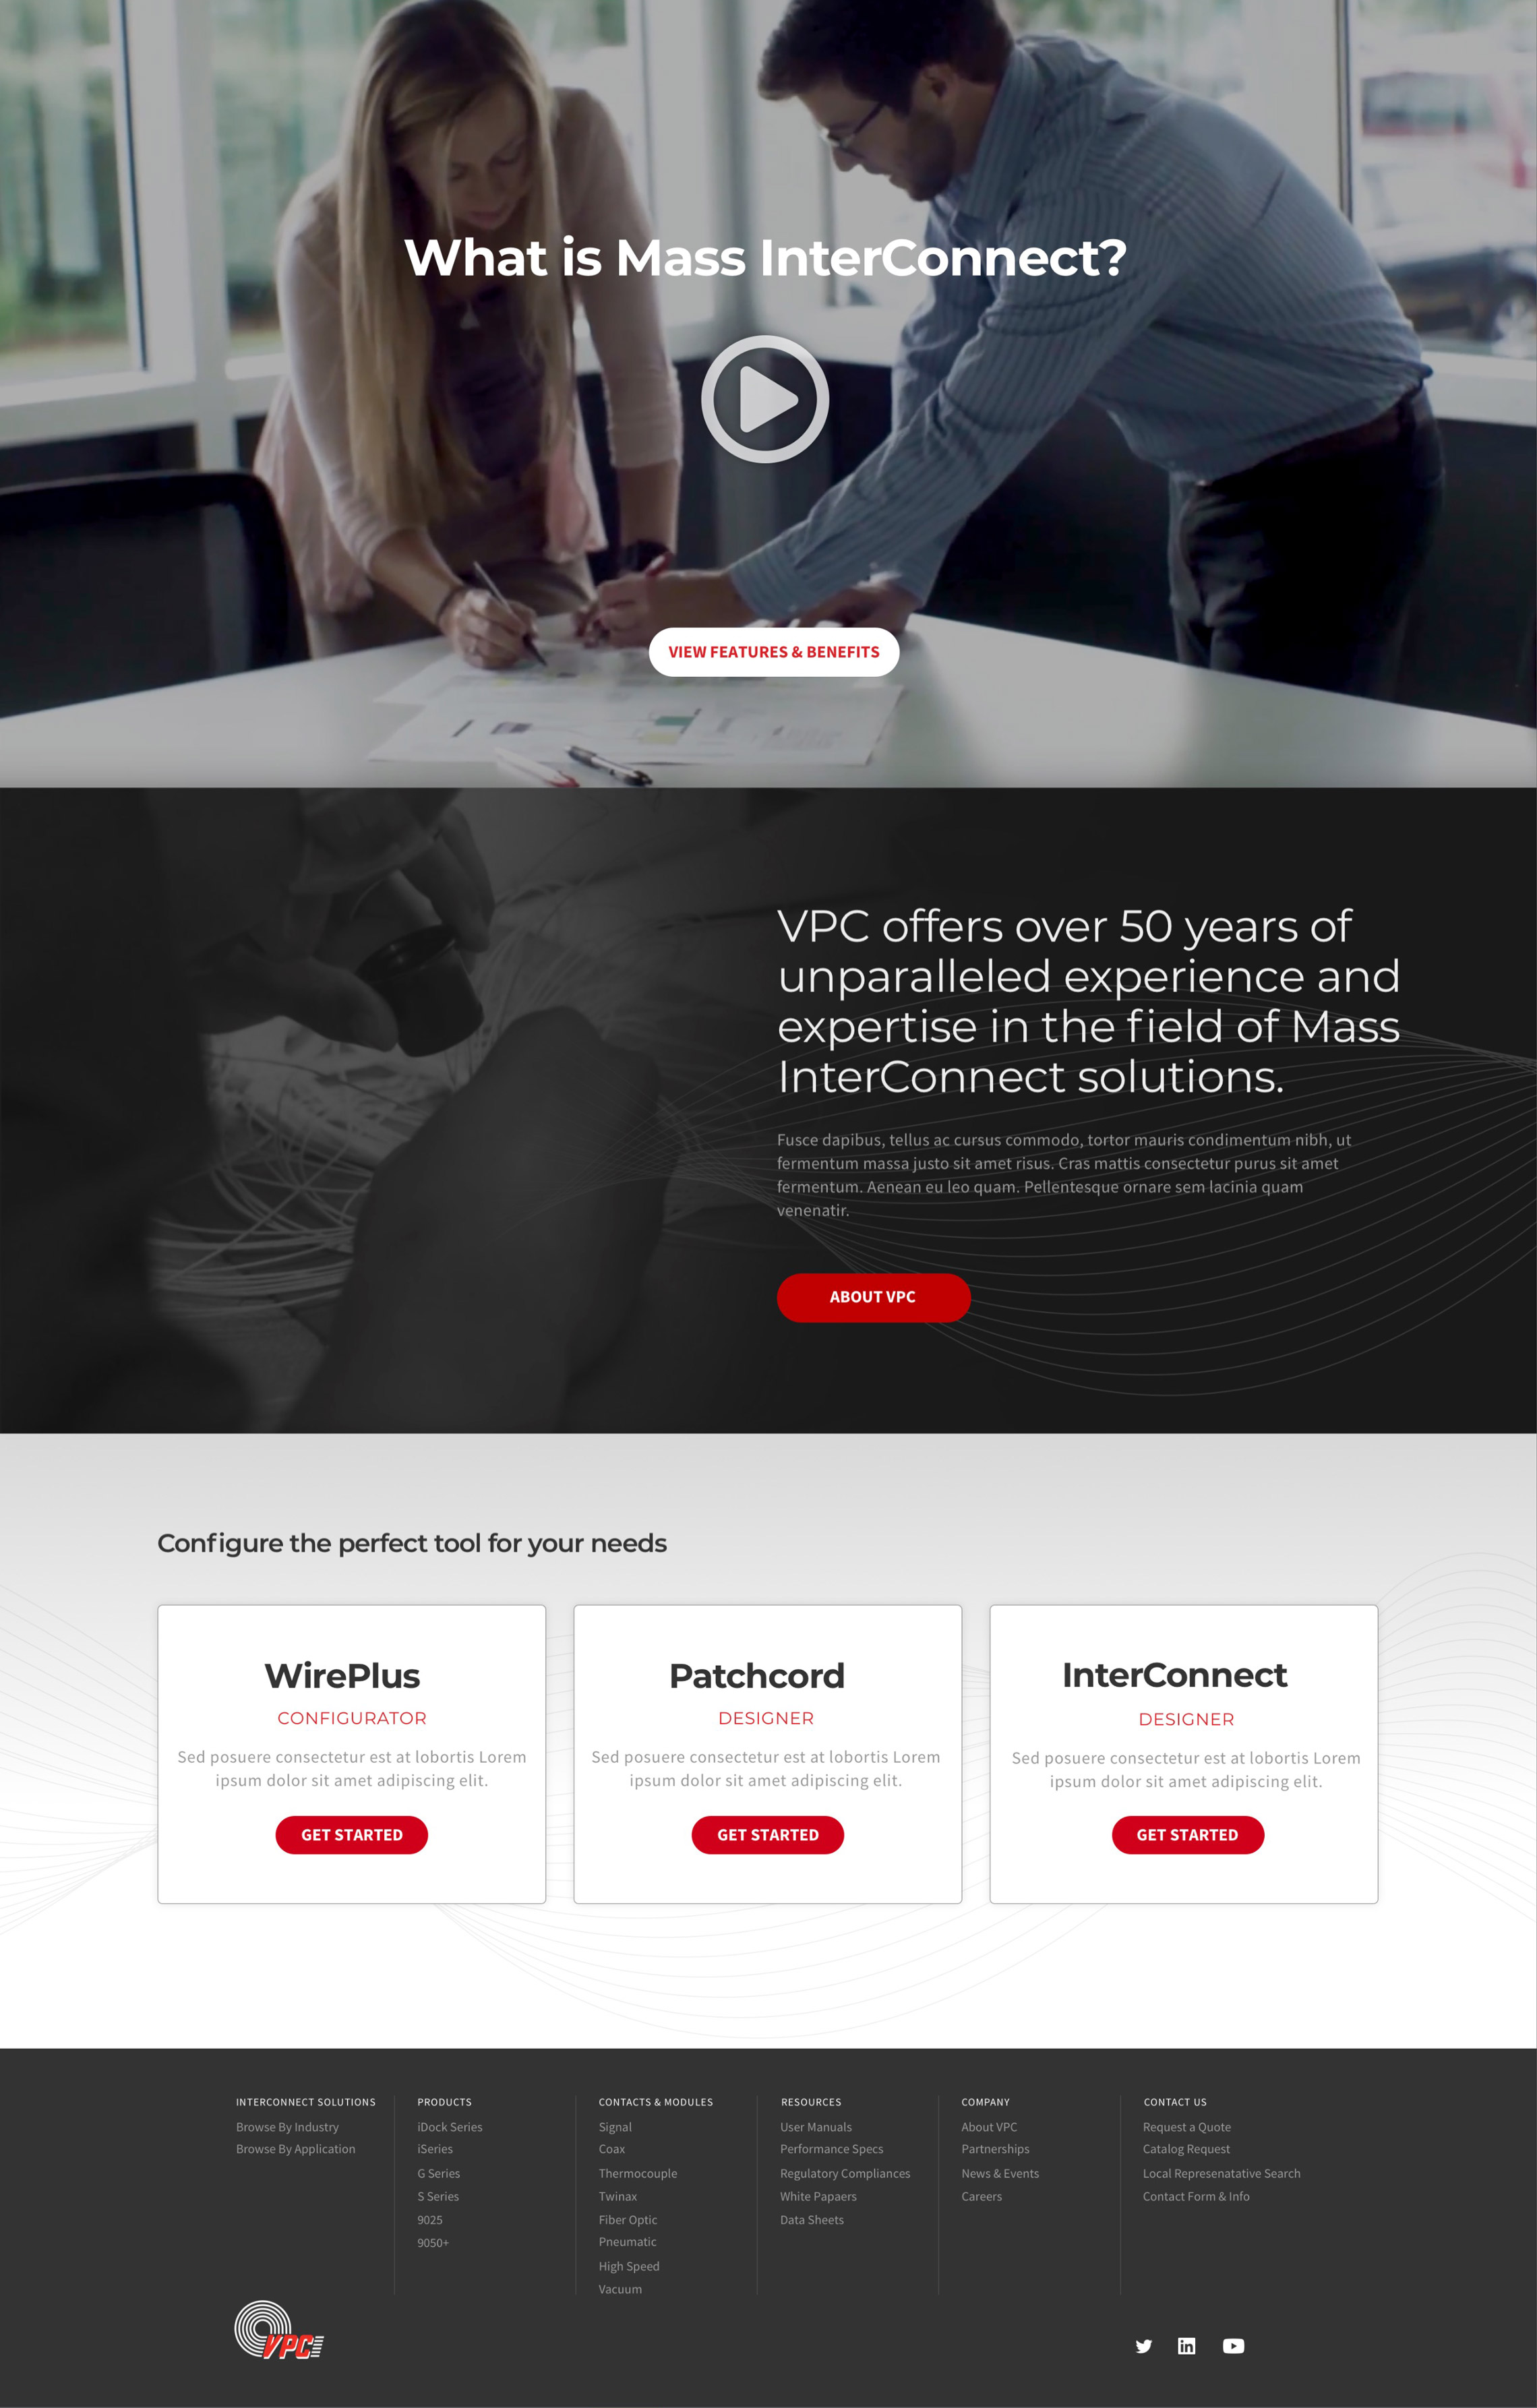 What is Mass InterConnect?
VIEW FEATURES & BENEFITS
VPC offers over 50 years of
unparalleled experience and
expertise in the field of Mass
InterConnect solutions.
Fusce dapibus, tellus ac cursus commodo, tortor mauris condimentum nibh, ut
fermentum massa justo sit amet risus. Cras mattis consectetur purus sit amet
fermentum. Aenean eu leo quam. Pellentesque ornare sem lacinia quam
venenatir.
ABOUT VPC
Configure the perfect tool for your needs
WirePlus
CONFIGURATOR
Sed posuere consectetur est at lobortis Lorem
ipsum dolor sit amet adipiscing elit.
GET STARTED
Patchcord
DESIGNER
Sed posuere consectetur est at lobortis Lorem
ipsum dolor sit amet adipiscing elit.
GET STARTED
InterConnect
DESIGNER
Sed posuere consectetur est at lobortis Lorem
ipsum dolor sit amet adipiscing elit.
GET STARTED
INTERCONNECT SOLUTIONS
Browse By Industry
Browse By Application
PRODUCTS
iDock Series
iSeries
G Series
S Series
9025
9050+
CONTACTS & MODULES
Signal
Coax
Thermocouple
Twinax
Fiber Optic
Pneumatic
High Speed
Vacuum
RESOURCES
User Manuals
Performance Specs
Regulatory Compliances
White Papaers
Data Sheets
COMPANY
About VPC
Partnerships
News & Events
Careers
CONTACT US
Request a Quote
Catalog Request
Local Represenatative Search
Contact Form & Info
VPC
in